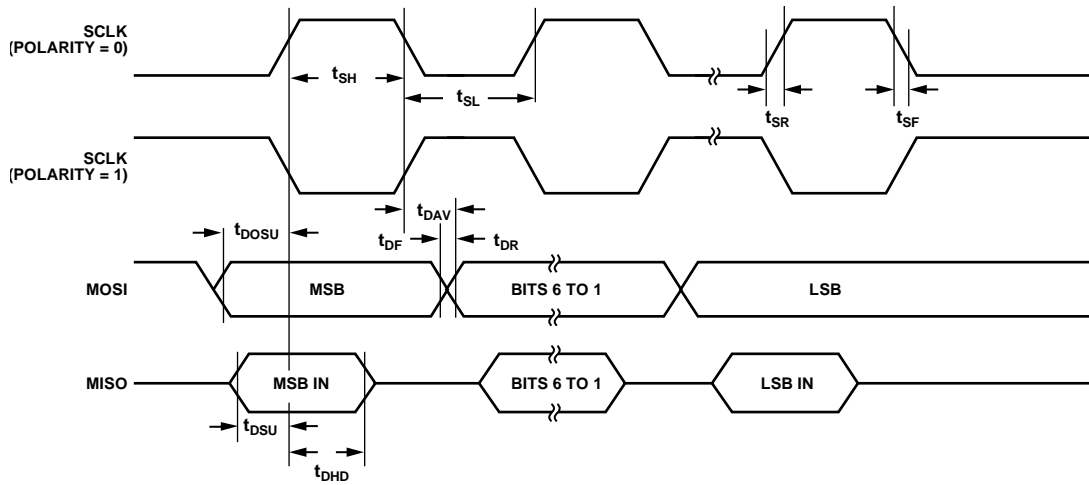 SCLK
(POLARITY = 0)
tSH
tSL
tSR
tSF
SCLK
(POLARITY = 1)
tDAV
tDOSU
tDF
tDR
MOSI
MSB
BITS 6 TO 1
LSB
MISO
MSB IN
BITS 6 TO 1
LSB IN
tDSU
tDHD